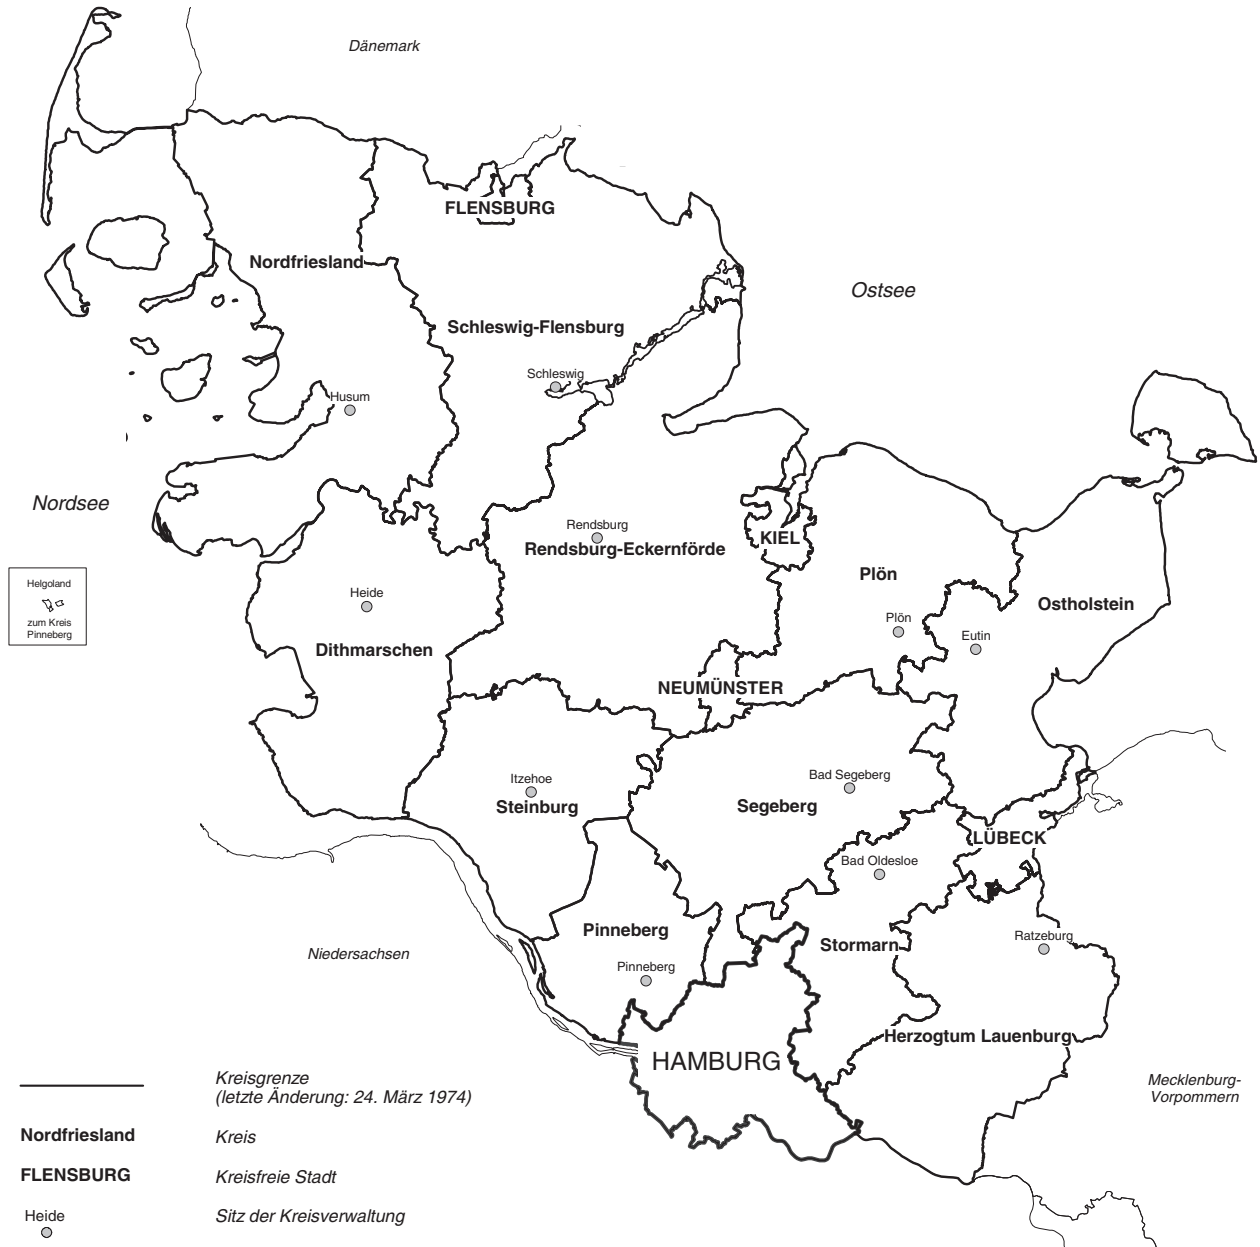 Dänemark
FLENSBURG
Nordfriesland
Ostsee
Schleswig-Flensburg
Schleswig
Husum
Nordsee
Rendsburg
KIEL
Rendsburg-Eckernförde
Plön
Helgoland
zum Kreis
Pinneberg
Heide
Ostholstein
Plön
Eutin
Dithmarschen
NEUMÜNSTER
Itzehoe
Steinburg
Bad Segeberg
Segeberg
LÜBECK
Bad Oldesloe
Pinneberg
Stormarn
Ratzeburg
Niedersachsen
Pinneberg
Herzogtum Lauenburg
HAMBURG
Mecklenburg-
Vorpommern
Kreisgrenze
(letzte Änderung: 24. März 1974)
Nordfriesland
Kreis
FLENSBURG
Kreisfreie Stadt
Heide
Sitz der Kreisverwaltung